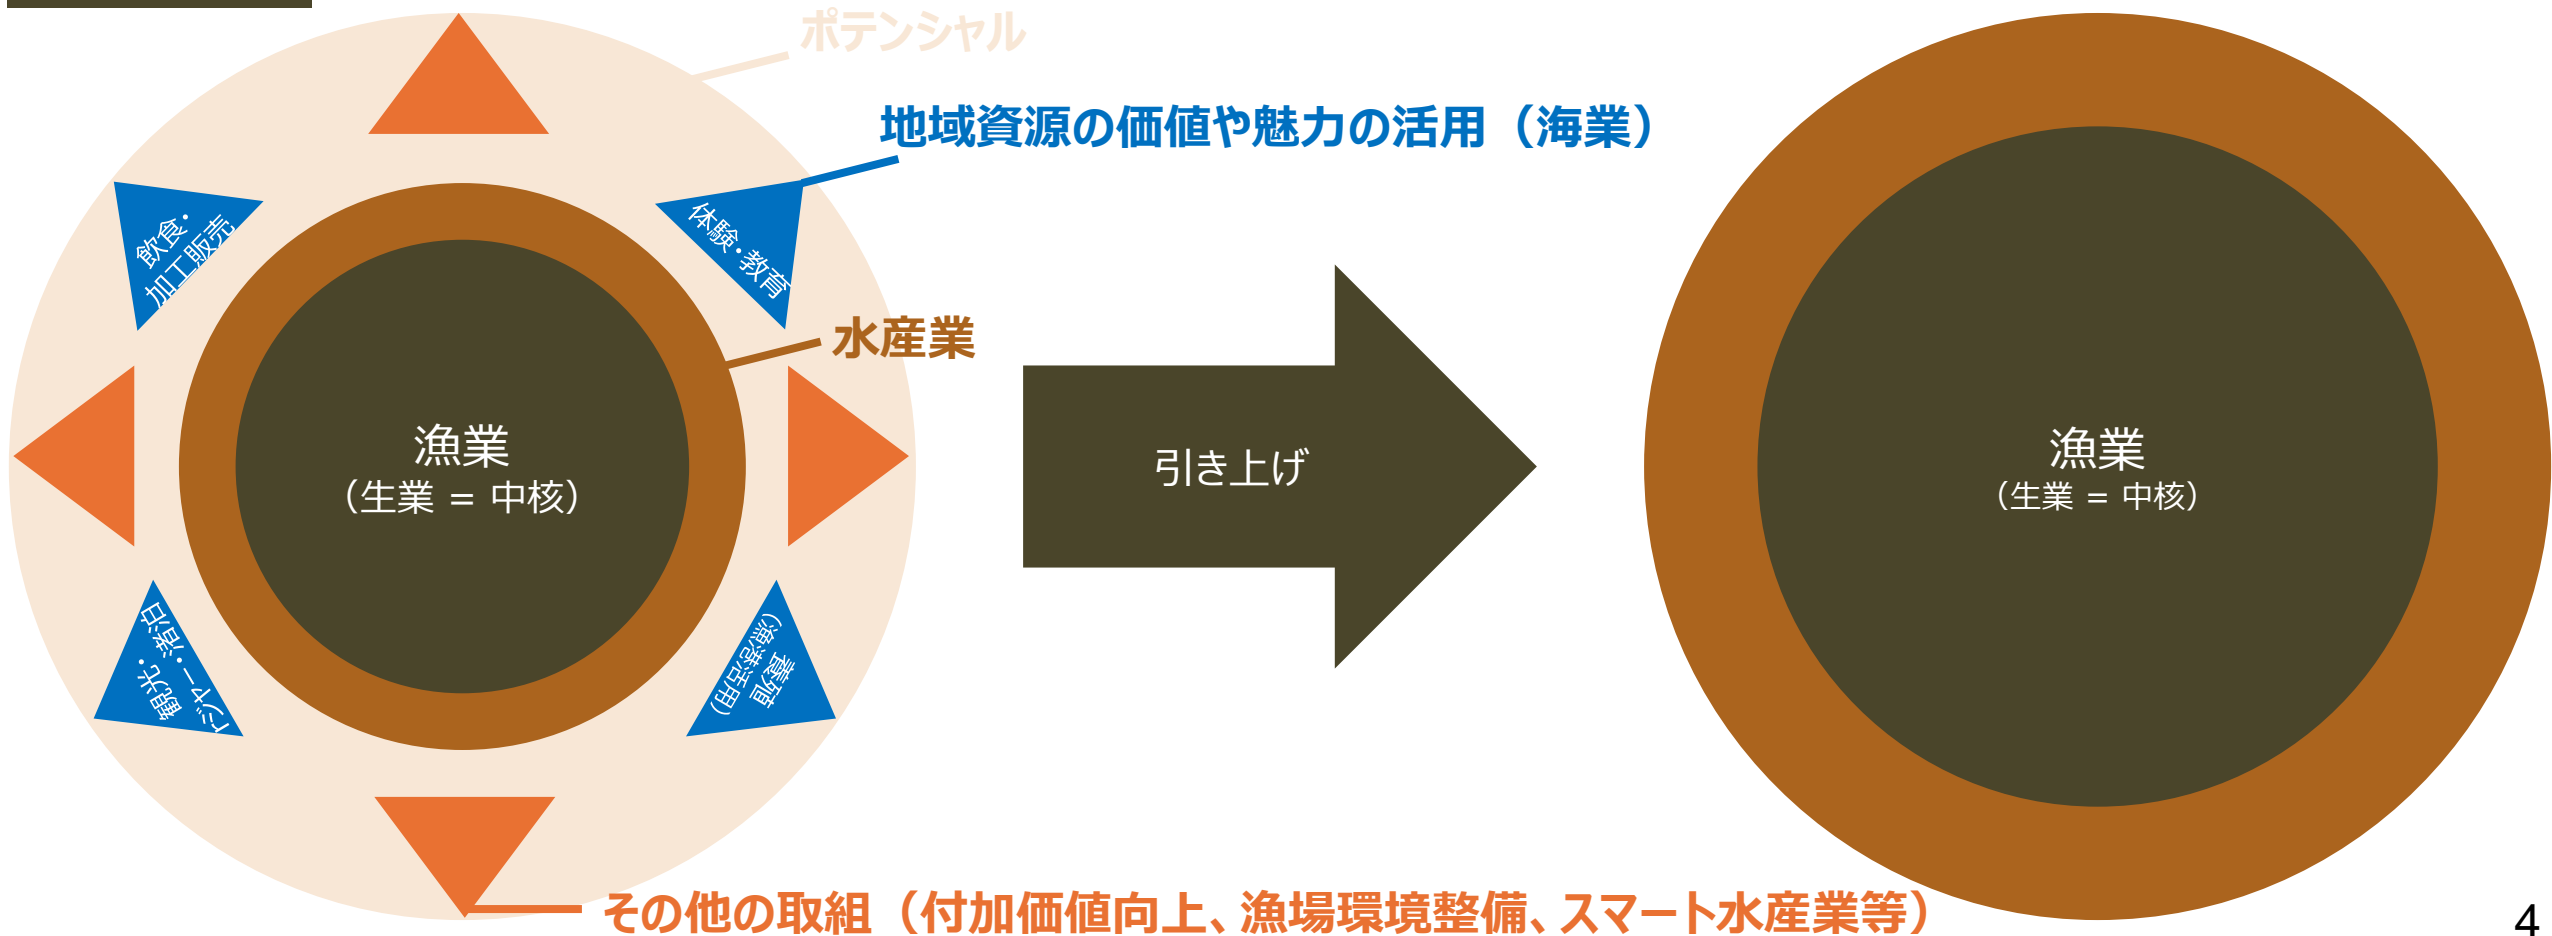 ポテンシャル
地域資源の価値や魅力の活用（海業）
飲食・
加工販売
体験・教育
水産業
漁業
（生業 = 中核）
引き上げ
漁業
（生業 = 中核）
観光・
レジャー・渚泊
養殖
（漁港活用）
その他の取組（付加価値向上、漁場環境整備、スマート水産業等）
4